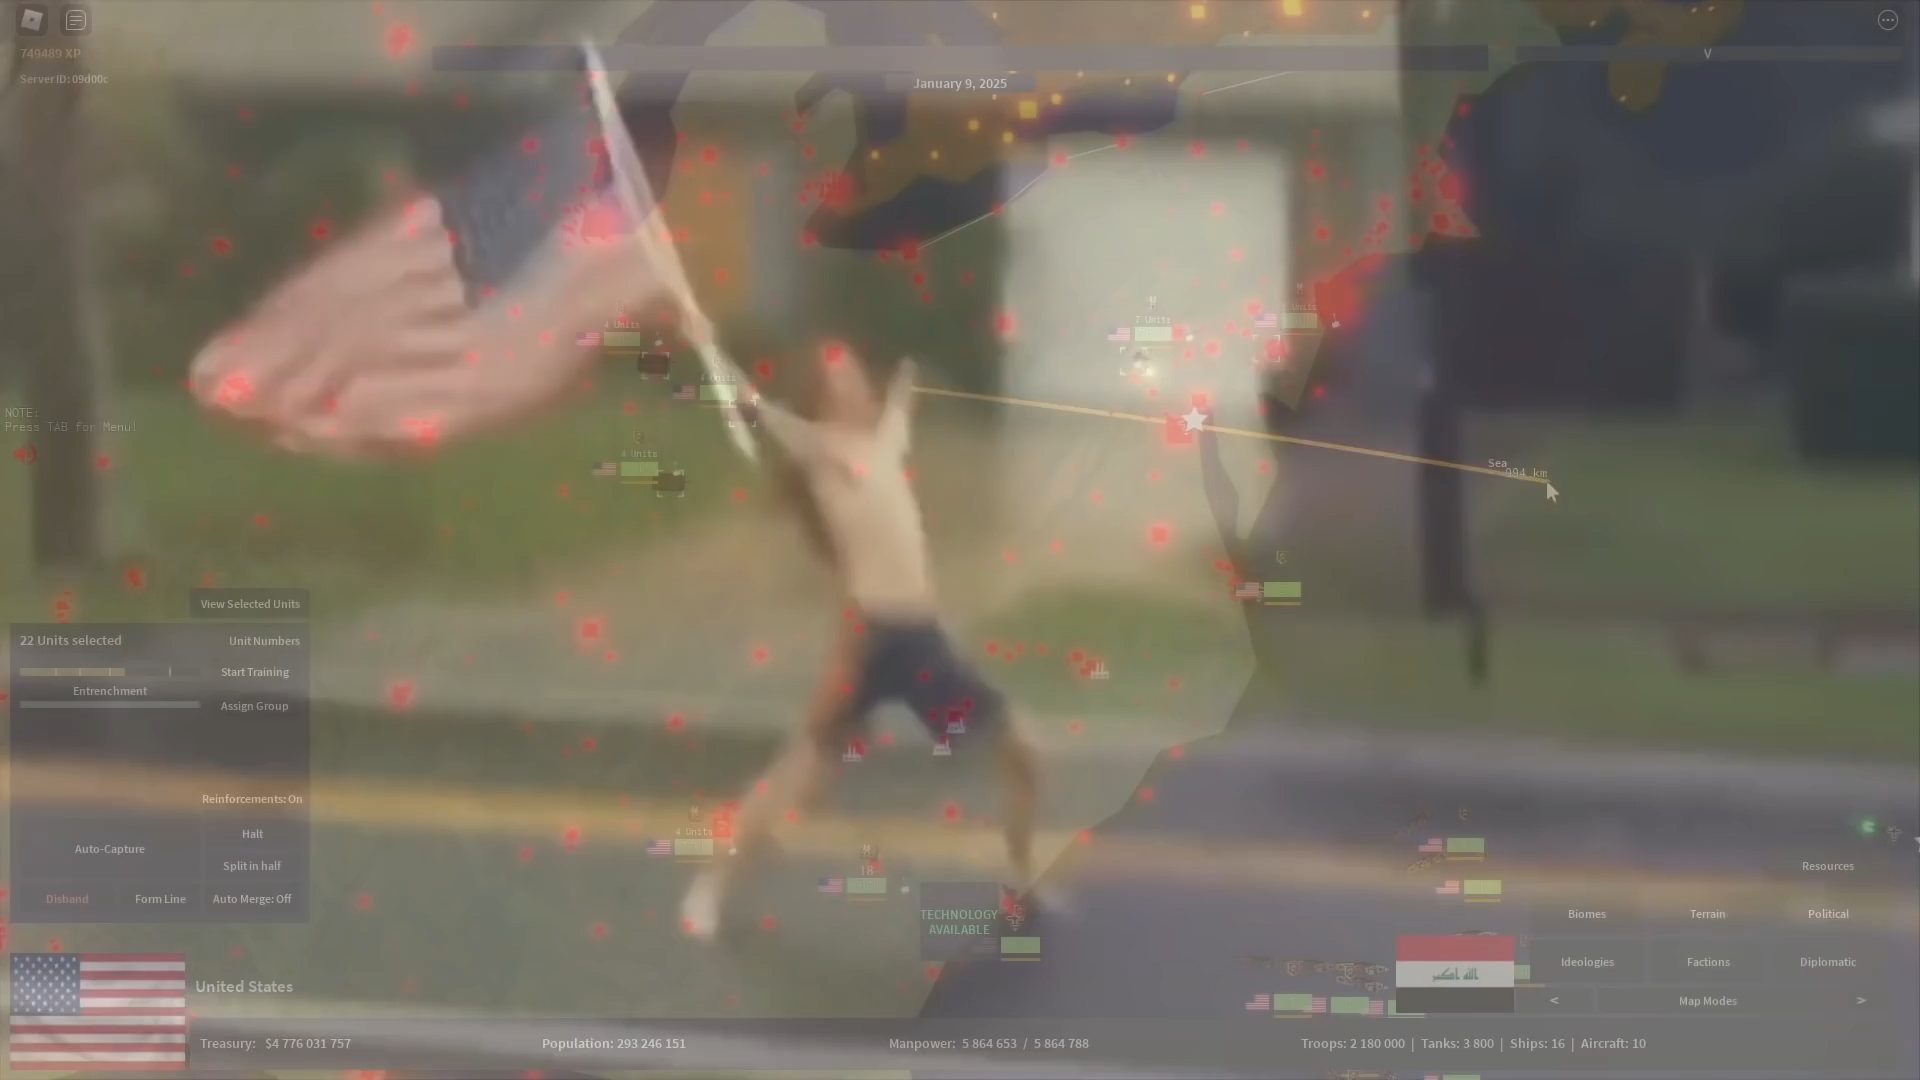 749489 XP
Server ID: 09d00c
V
January 9, 2025
4 Units
7 Units
Units
4 Units
4 Units
NOTE:
Press TAB for Menu!
Sea
994 km
View Selected Units
22 Units selected
Unit Numbers
Start Training
Entrenchment
Assign Group
Reinforcements: On
Halt
Auto-Capture
Split in half
Disband
Form Line
Auto Merge: Off
4 Units
18
TECHNOLOGY
AVAILABLE
Resources
Biomes
Terrain
Political
Ideologies
Factions
Diplomatic
<
Map Modes
>
الله اكبر
United States
Treasury: $4 776 031 757
Population: 293 246 151
Manpower: 5 864 653 / 5 864 788
Troops: 2 180 000 | Tanks: 3 800 | Ships: 16 | Aircraft: 10